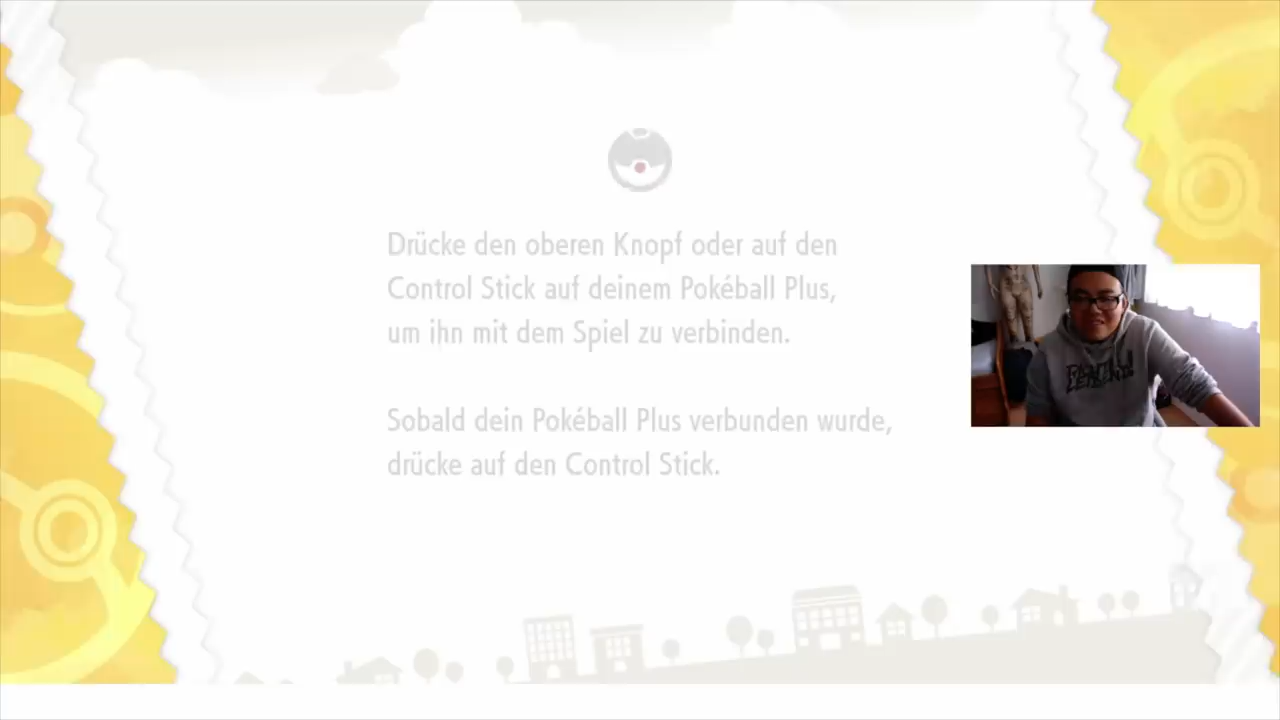 Drücke den oberen Knopf oder auf den
Control Stick auf deinem Pokéball Plus,
um ihn mit dem Spiel zu verbinden.
Sobald dein Pokéball Plus verbunden wurde,
drücke auf den Control Stick.